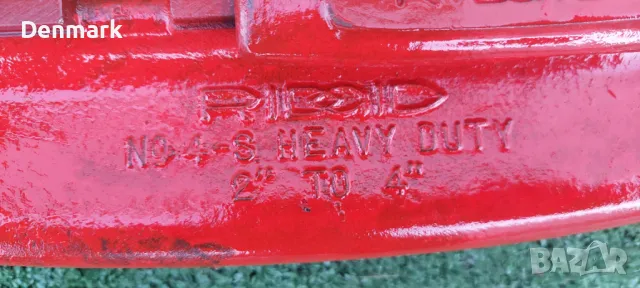 Denmark
RIDGID
NO 4-S HEAVY DUTY
2" TO 4"
BAZAR